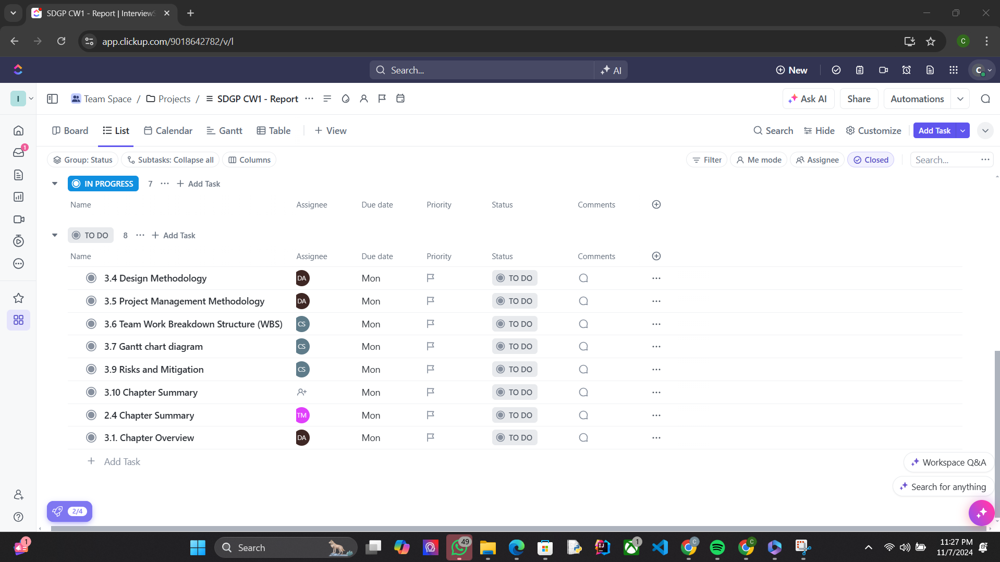 SDGP CW1 - Report | InterviewS
app.clickup.com/9018642782/v/l
C
Search...
AI
New
C
I
Team Space / Projects / SDGP CW1 - Report
Ask AI
Share
Automations
Board
List
Calendar
Gantt
Table
View
Search
Hide
Customize
Add Task
1
Group: Status
Subtasks: Collapse all
Columns
Filter
Me mode
Assignee
Closed
Search...
IN PROGRESS 7 ... + Add Task
Name Assignee Due date Priority Status Comments
TO DO 8 ... + Add Task
Name Assignee Due date Priority Status Comments
3.4 Design Methodology DA Mon TO DO
3.5 Project Management Methodology DA Mon TO DO
3.6 Team Work Breakdown Structure (WBS) CS Mon TO DO
3.7 Gantt chart diagram CS Mon TO DO
3.9 Risks and Mitigation CS Mon TO DO
3.10 Chapter Summary Mon TO DO
2.4 Chapter Summary TM Mon TO DO
3.1. Chapter Overview DA Mon TO DO
+ Add Task
Workspace Q&A
Search for anything
2/4
1
Search
49
IJ
1
C
C
11:27 PM
11/7/2024